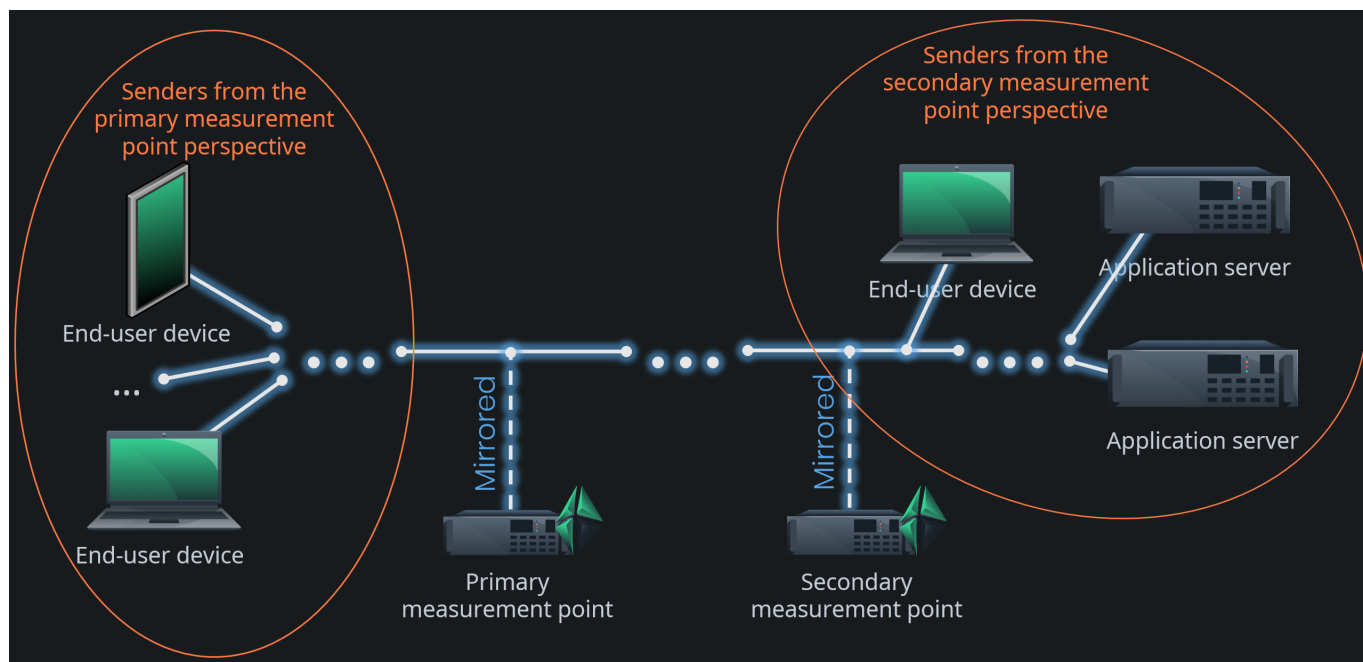 Senders from the
primary measurement
point perspective
End-user device
...
End-user device
Mirrored
Primary
measurement point
Mirrored
Secondary
measurement point
Senders from the
secondary measurement
point perspective
End-user device
Application server
Application server